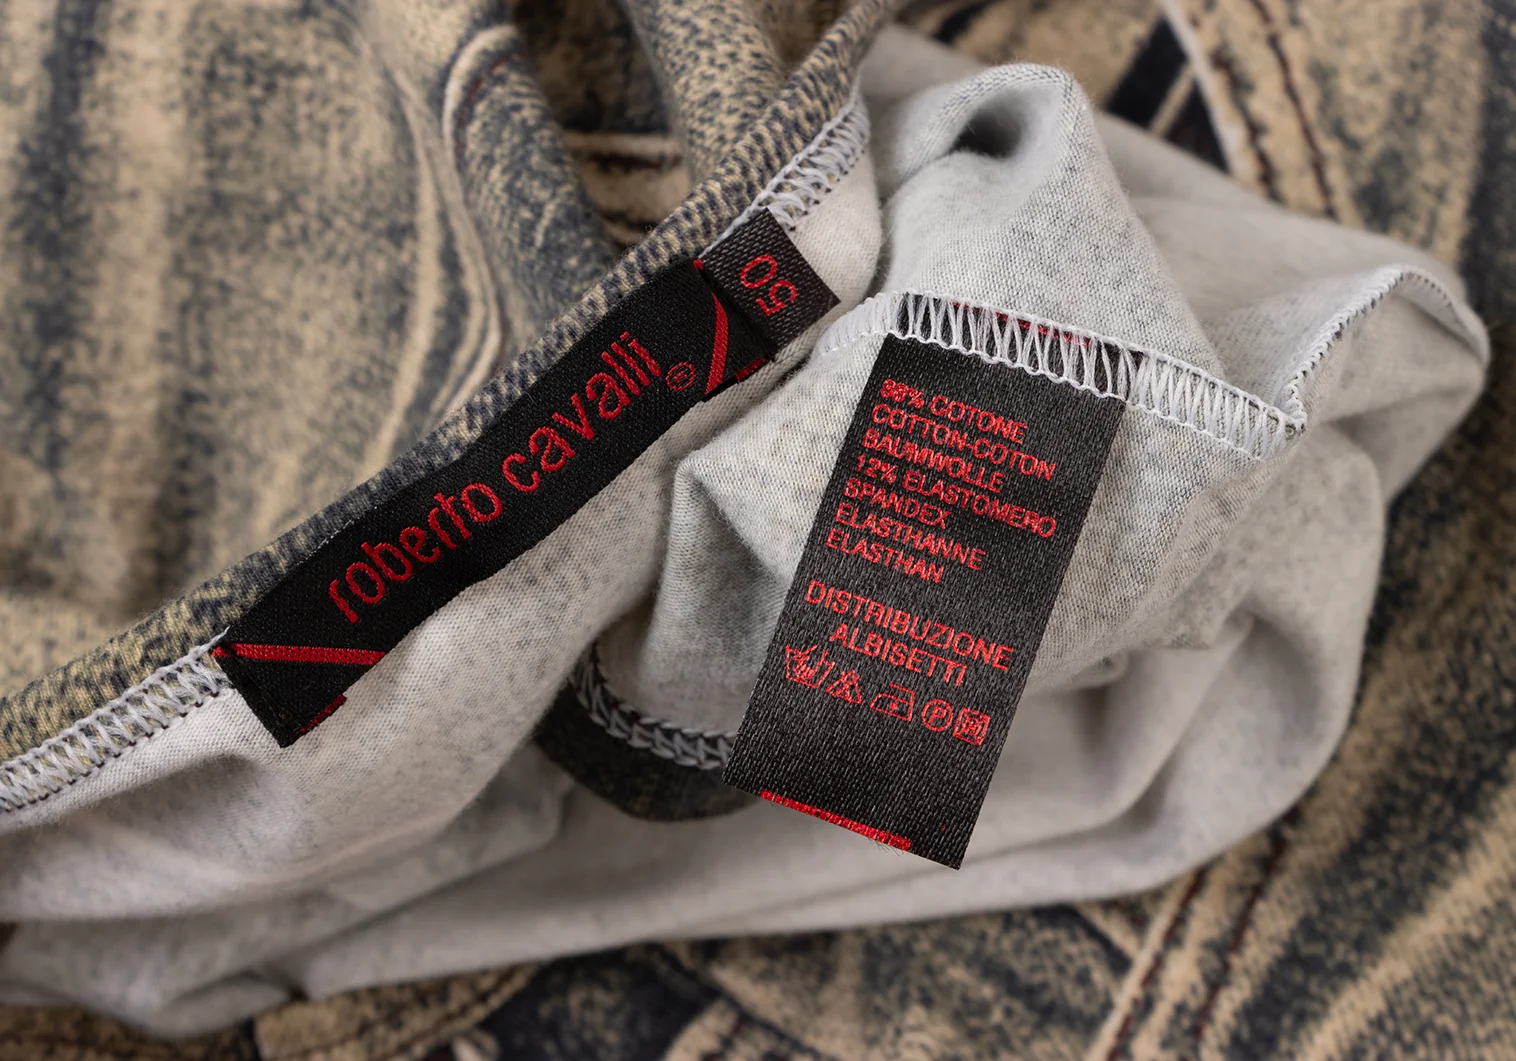 roberto cavalli ®
50
88% COTONE
COTTON-COTON
BAUMWOLLE
12% ELASTOMERO
SPANDEX
ELASTHANNE
ELASTHAN
DISTRIBUZIONE
ALBISETTI
P